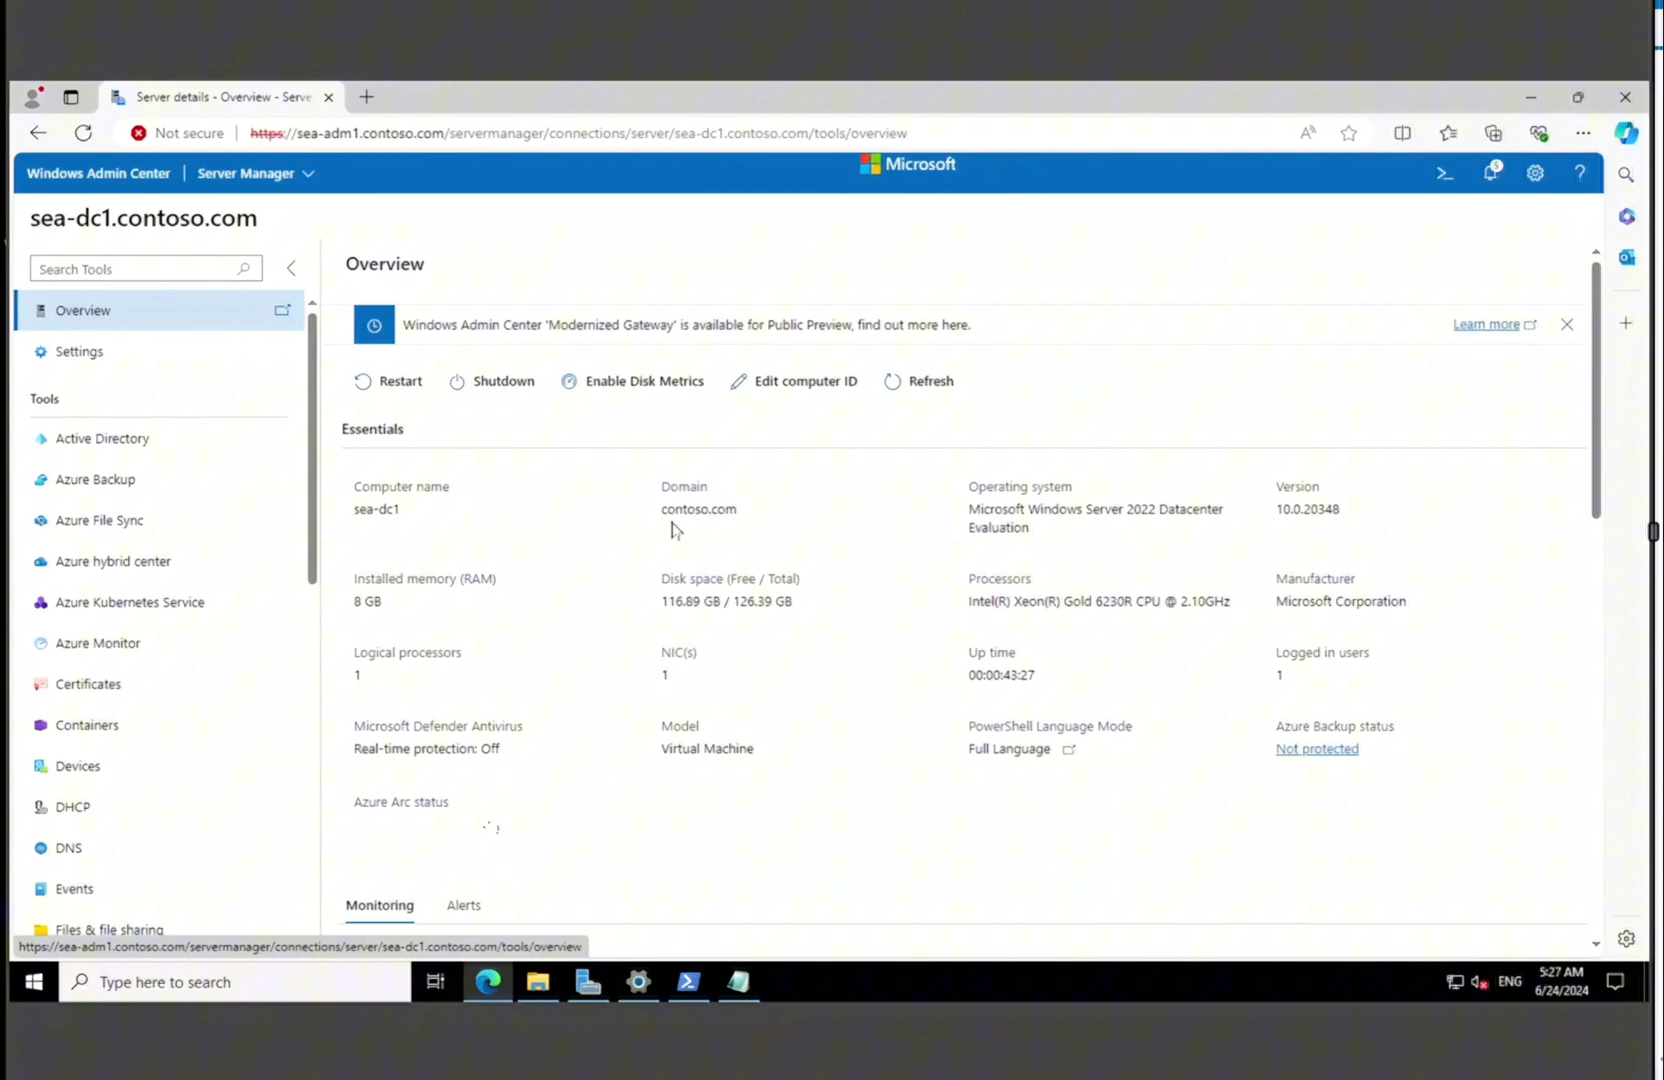 Server details - Overview - Serve
Not secure
https://sea-adm1.contoso.com/servermanager/connections/server/sea-dc1.contoso.com/tools/overview
Windows Admin Center
Server Manager
Microsoft
5
sea-dc1.contoso.com
Search Tools
Overview
Settings
Tools
Active Directory
Azure Backup
Azure File Sync
Azure hybrid center
Azure Kubernetes Service
Azure Monitor
Certificates
Containers
Devices
DHCP
DNS
Events
Files & file sharing
Overview
Windows Admin Center 'Modernized Gateway' is available for Public Preview, find out more here.
Learn more
Restart
Shutdown
Enable Disk Metrics
Edit computer ID
Refresh
Essentials
Computer name
sea-dc1
Domain
contoso.com
Operating system
Microsoft Windows Server 2022 Datacenter
Evaluation
Version
10.0.20348
Installed memory (RAM)
8 GB
Disk space (Free / Total)
116.89 GB / 126.39 GB
Processors
Intel(R) Xeon(R) Gold 6230R CPU @ 2.10GHz
Manufacturer
Microsoft Corporation
Logical processors
1
NIC(s)
1
Up time
00:00:43:27
Logged in users
1
Microsoft Defender Antivirus
Real-time protection: Off
Model
Virtual Machine
PowerShell Language Mode
Full Language
Azure Backup status
Not protected
Azure Arc status
Monitoring
Alerts
https://sea-adm1.contoso.com/servermanager/connections/server/sea-dc1.contoso.com/tools/overview
Type here to search
ENG
5:27 AM
6/24/2024